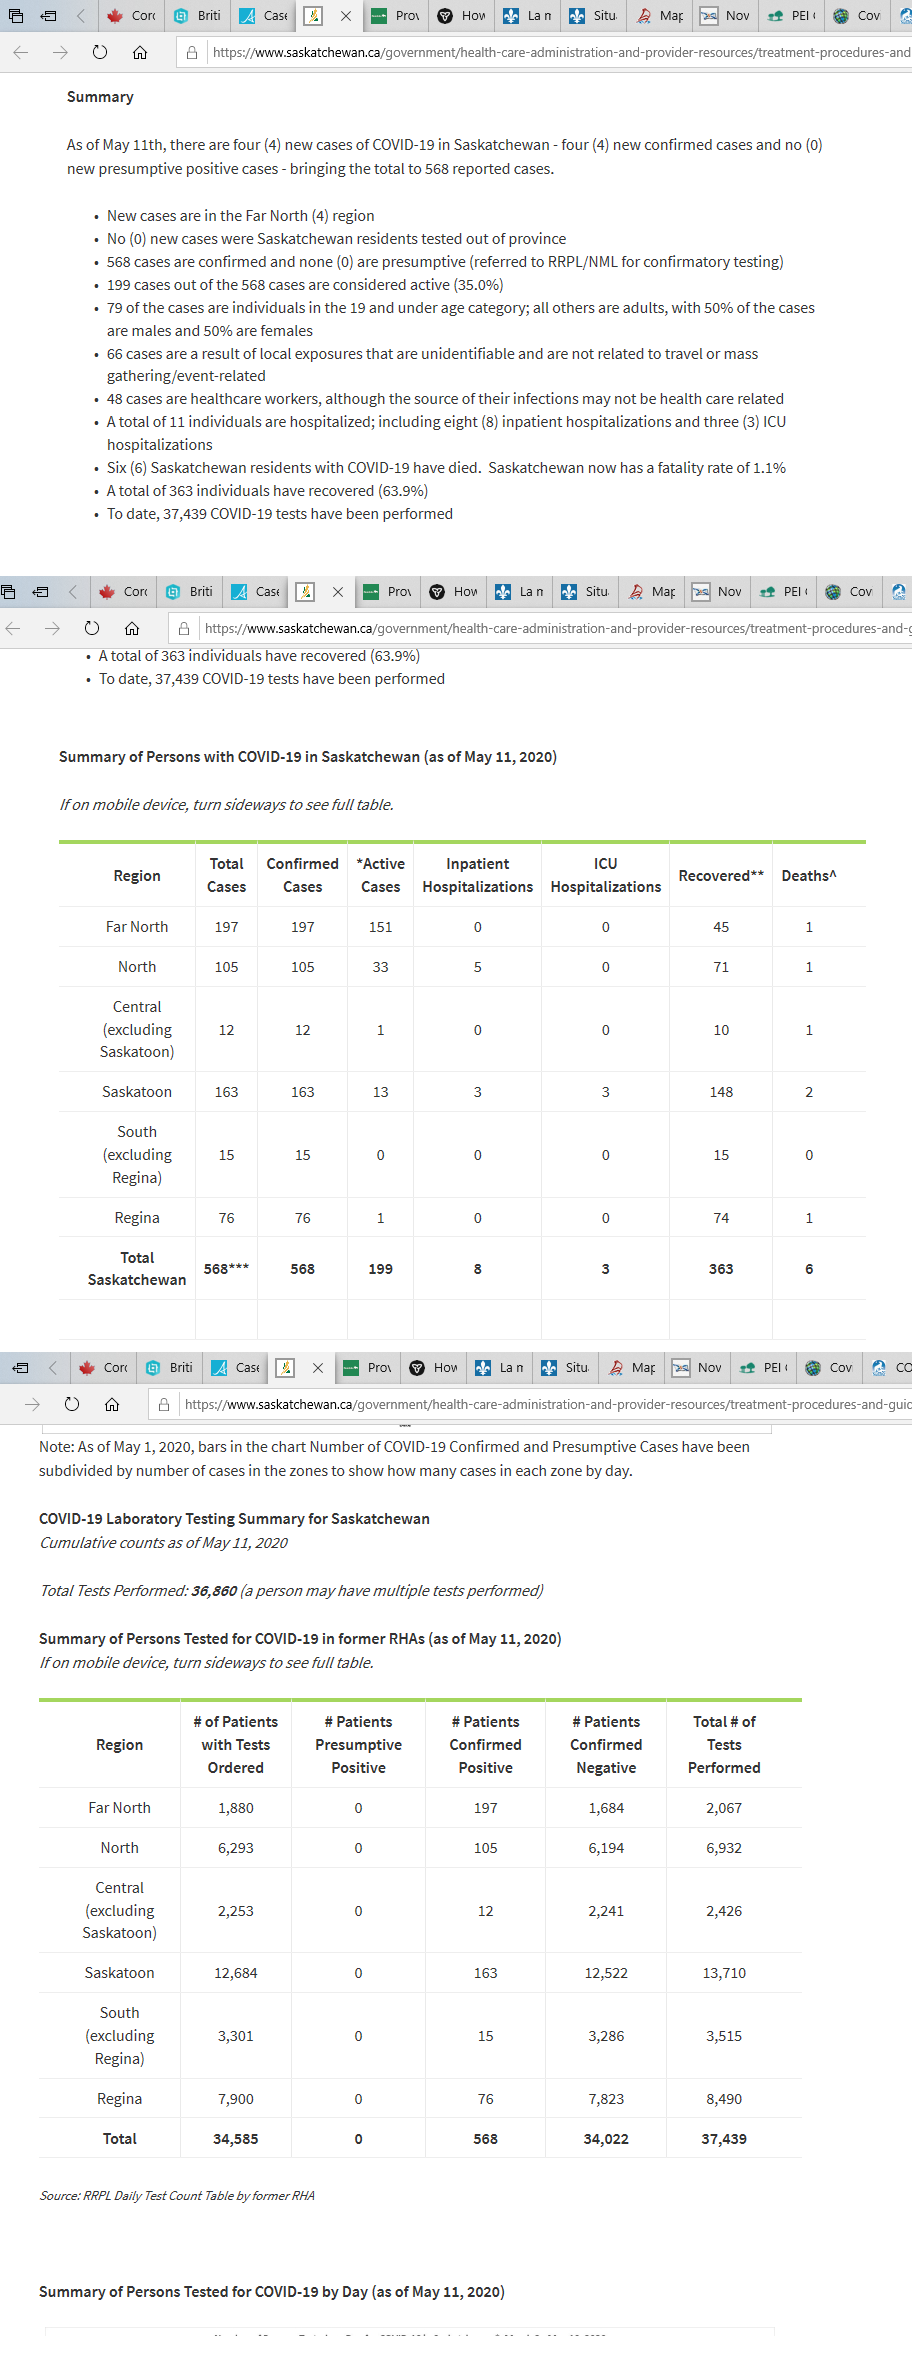 Corc Briti Case Prov How La n Situ Map Nov PEI Cov
https://www.saskatchewan.ca/government/health-care-administration-and-provider-resources/treatment-procedures-and
Summary
As of May 11th, there are four (4) new cases of COVID-19 in Saskatchewan - four (4) new confirmed cases and no (0)
new presumptive positive cases - bringing the total to 568 reported cases.
• New cases are in the Far North (4) region
• No (0) new cases were Saskatchewan residents tested out of province
• 568 cases are confirmed and none (0) are presumptive (referred to RRPL/NML for confirmatory testing)
• 199 cases out of the 568 cases are considered active (35.0%)
• 79 of the cases are individuals in the 19 and under age category; all others are adults, with 50% of the cases
are males and 50% are females
• 66 cases are a result of local exposures that are unidentifiable and are not related to travel or mass
gathering/event-related
• 48 cases are healthcare workers, although the source of their infections may not be health care related
• A total of 11 individuals are hospitalized; including eight (8) inpatient hospitalizations and three (3) ICU
hospitalizations
• Six (6) Saskatchewan residents with COVID-19 have died. Saskatchewan now has a fatality rate of 1.1%
• A total of 363 individuals have recovered (63.9%)
• To date, 37,439 COVID-19 tests have been performed
Corc Briti Case Prov How La n Situ Map Nov PEI Cov
https://www.saskatchewan.ca/government/health-care-administration-and-provider-resources/treatment-procedures-and-g
• A total of 363 individuals have recovered (63.9%)
• To date, 37,439 COVID-19 tests have been performed
Summary of Persons with COVID-19 in Saskatchewan (as of May 11, 2020)
If on mobile device, turn sideways to see full table.
Region Total Cases Confirmed Cases *Active Cases Inpatient Hospitalizations ICU Hospitalizations Recovered** Deaths^
Far North 197 197 151 0 0 45 1
North 105 105 33 5 0 71 1
Central (excluding Saskatoon) 12 12 1 0 0 10 1
Saskatoon 163 163 13 3 3 148 2
South (excluding Regina) 15 15 0 0 0 15 0
Regina 76 76 1 0 0 74 1
Total Saskatchewan 568*** 568 199 8 3 363 6
Corc Briti Case Prov How La n Situ Map Nov PEI Cov CO
https://www.saskatchewan.ca/government/health-care-administration-and-provider-resources/treatment-procedures-and-guic
Note: As of May 1, 2020, bars in the chart Number of COVID-19 Confirmed and Presumptive Cases have been
subdivided by number of cases in the zones to show how many cases in each zone by day.
COVID-19 Laboratory Testing Summary for Saskatchewan
Cumulative counts as of May 11, 2020
Total Tests Performed: 36,860 (a person may have multiple tests performed)
Summary of Persons Tested for COVID-19 in former RHAs (as of May 11, 2020)
If on mobile device, turn sideways to see full table.
Region # of Patients with Tests Ordered # Patients Presumptive Positive # Patients Confirmed Positive # Patients Confirmed Negative Total # of Tests Performed
Far North 1,880 0 197 1,684 2,067
North 6,293 0 105 6,194 6,932
Central (excluding Saskatoon) 2,253 0 12 2,241 2,426
Saskatoon 12,684 0 163 12,522 13,710
South (excluding Regina) 3,301 0 15 3,286 3,515
Regina 7,900 0 76 7,823 8,490
Total 34,585 0 568 34,022 37,439
Source: RRPL Daily Test Count Table by former RHA
Summary of Persons Tested for COVID-19 by Day (as of May 11, 2020)